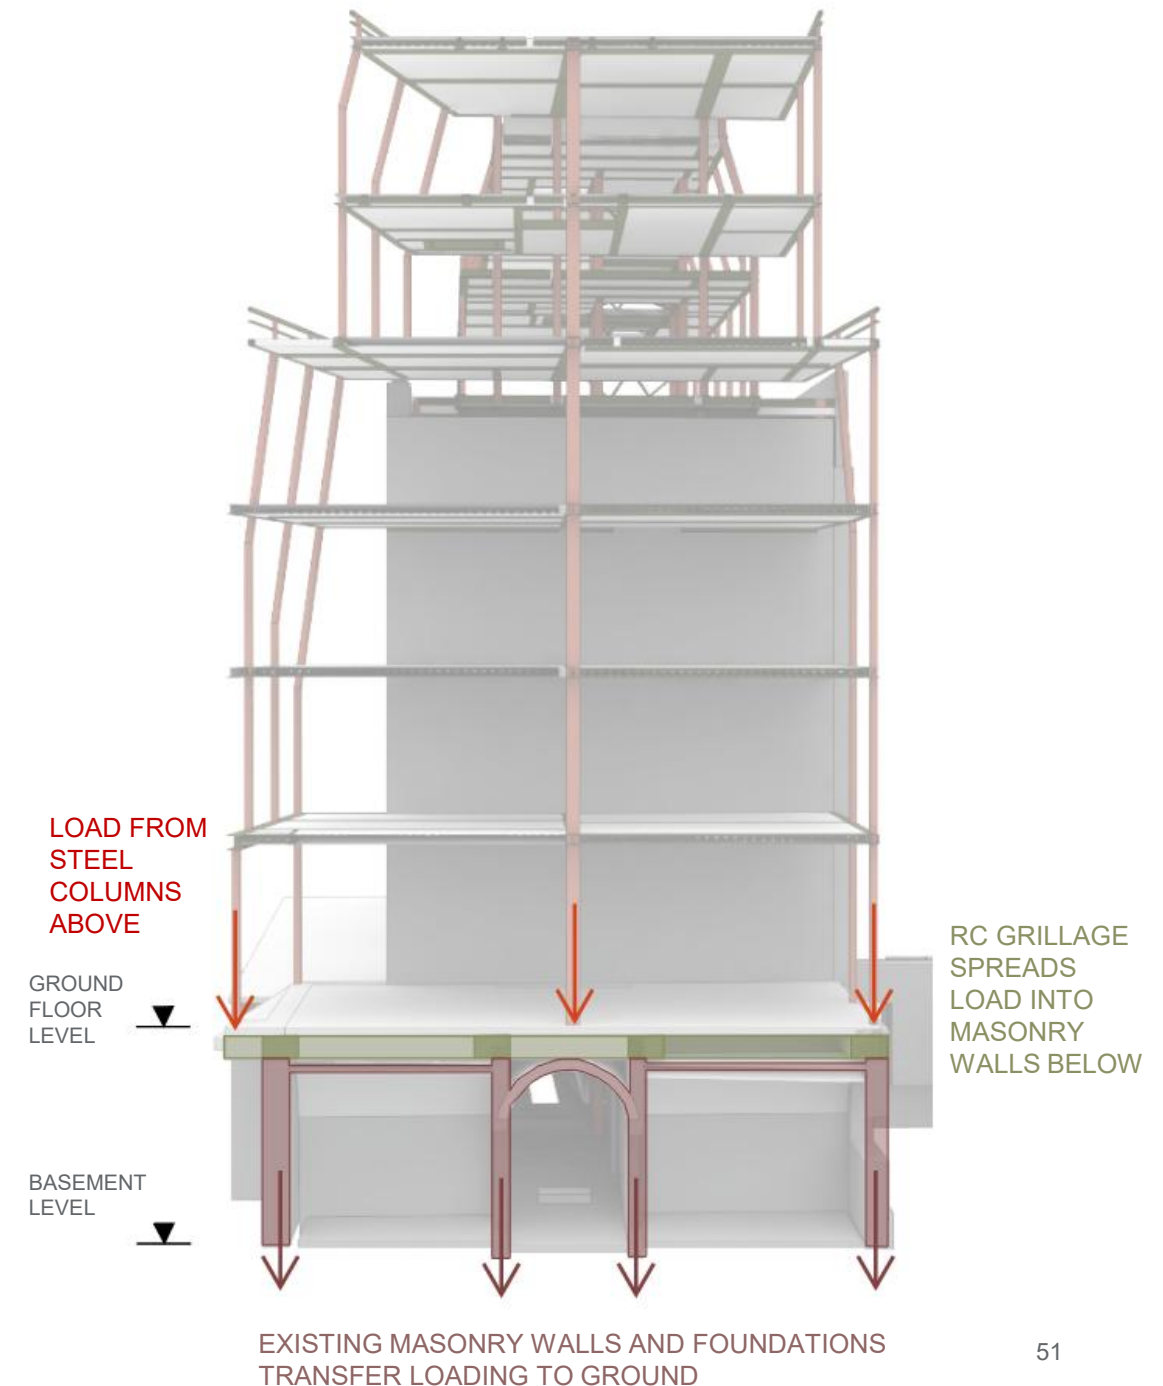 LOAD FROM
STEEL
COLUMNS
ABOVE
GROUND
FLOOR
LEVEL
RC GRILLAGE
SPREADS
LOAD INTO
MASONRY
WALLS BELOW
BASEMENT
LEVEL
EXISTING MASONRY WALLS AND FOUNDATIONS
TRANSFER LOADING TO GROUND
51